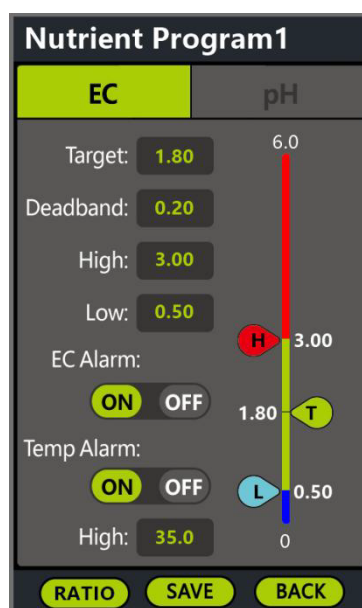 Nutrient Program1
EC pH
6.0
Target: 1.80
Deadband: 0.20
High: 3.00
Low: 0.50
H 3.00
EC Alarm:
ON OFF
1.80 T
Temp Alarm:
ON OFF
L 0.50
High: 35.0
0
RATIO SAVE BACK